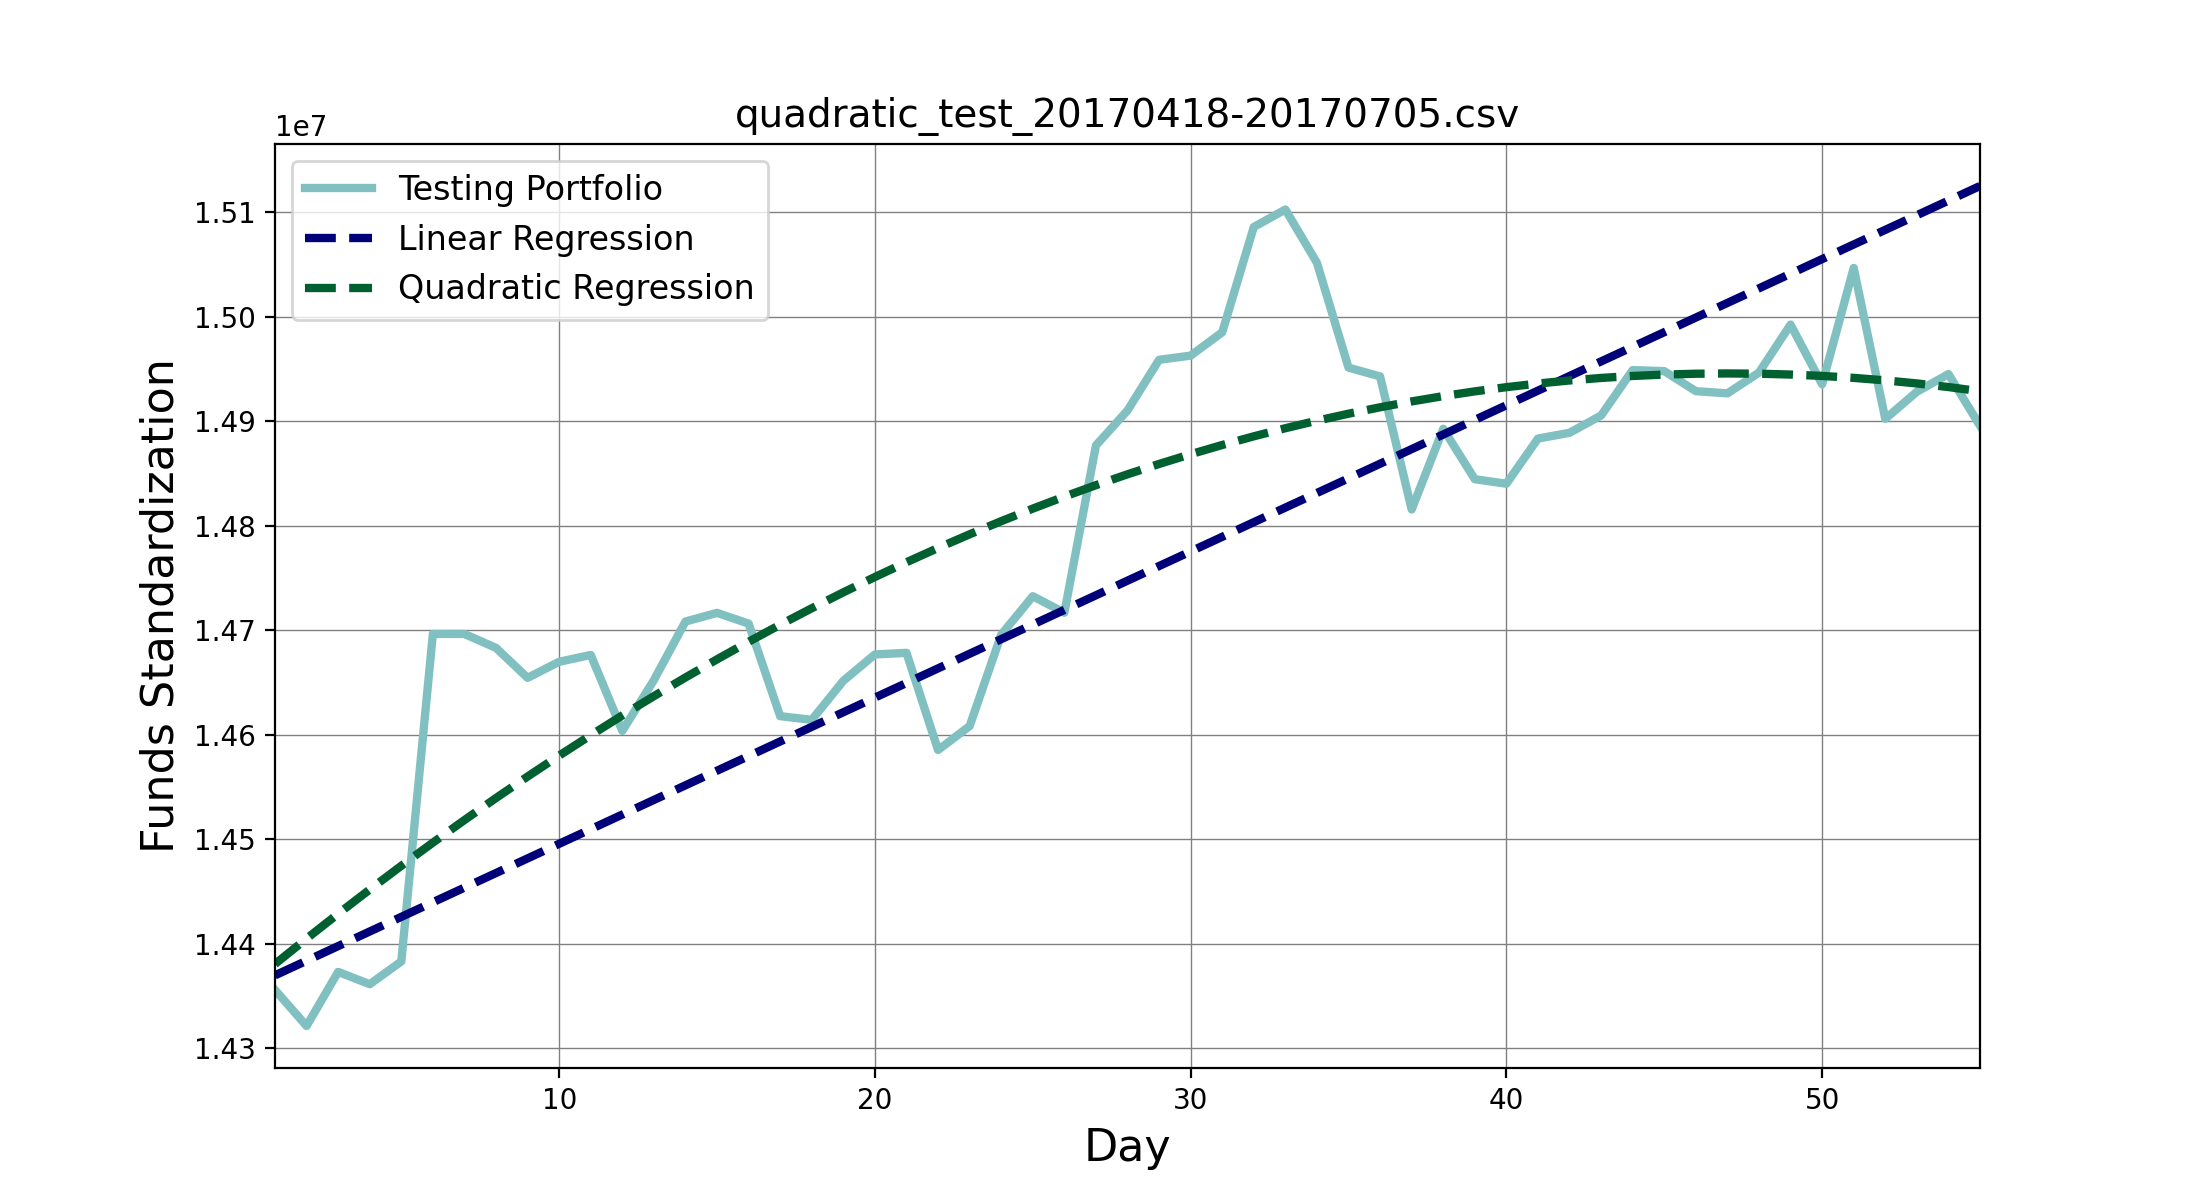 quadratic_test_20170418-20170705.csv
1e7
Testing Portfolio
Linear Regression
Quadratic Regression
1.51
1.50
1.49
1.48
1.47
1.46
1.45
1.44
1.43
Funds Standardization
10 20 30 40 50
Day